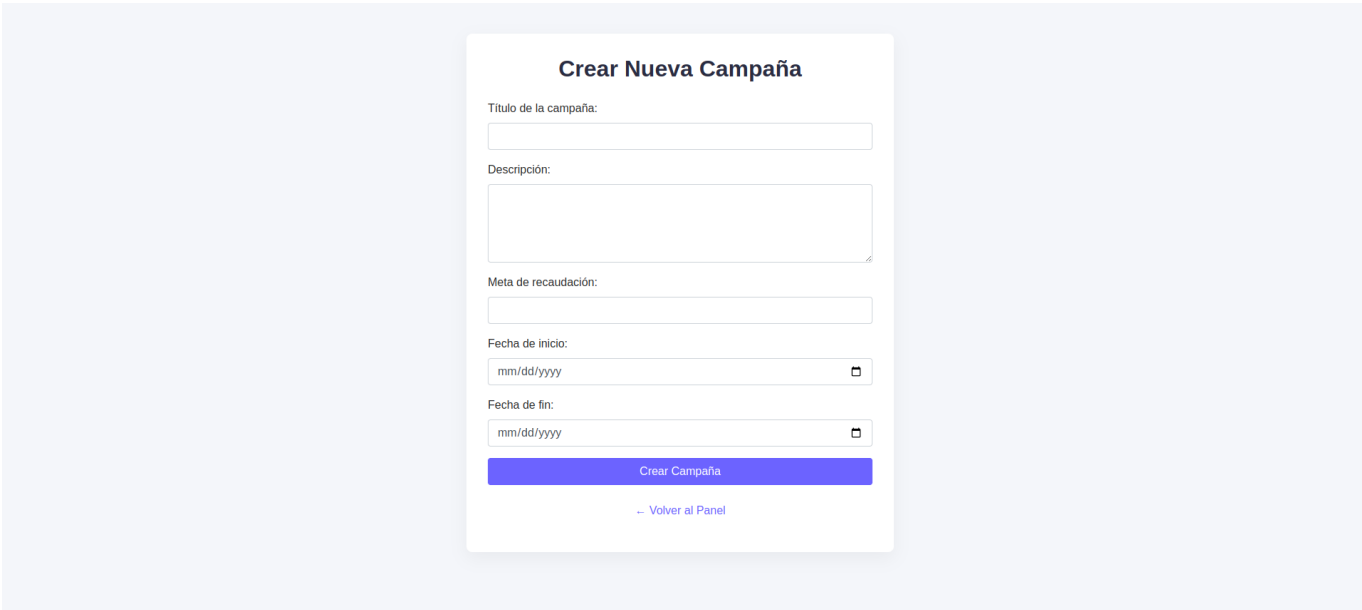 Crear Nueva Campaña
Título de la campaña:
Descripción:
Meta de recaudación:
Fecha de inicio:
mm/dd/yyyy
Fecha de fin:
mm/dd/yyyy
Crear Campaña
← Volver al Panel